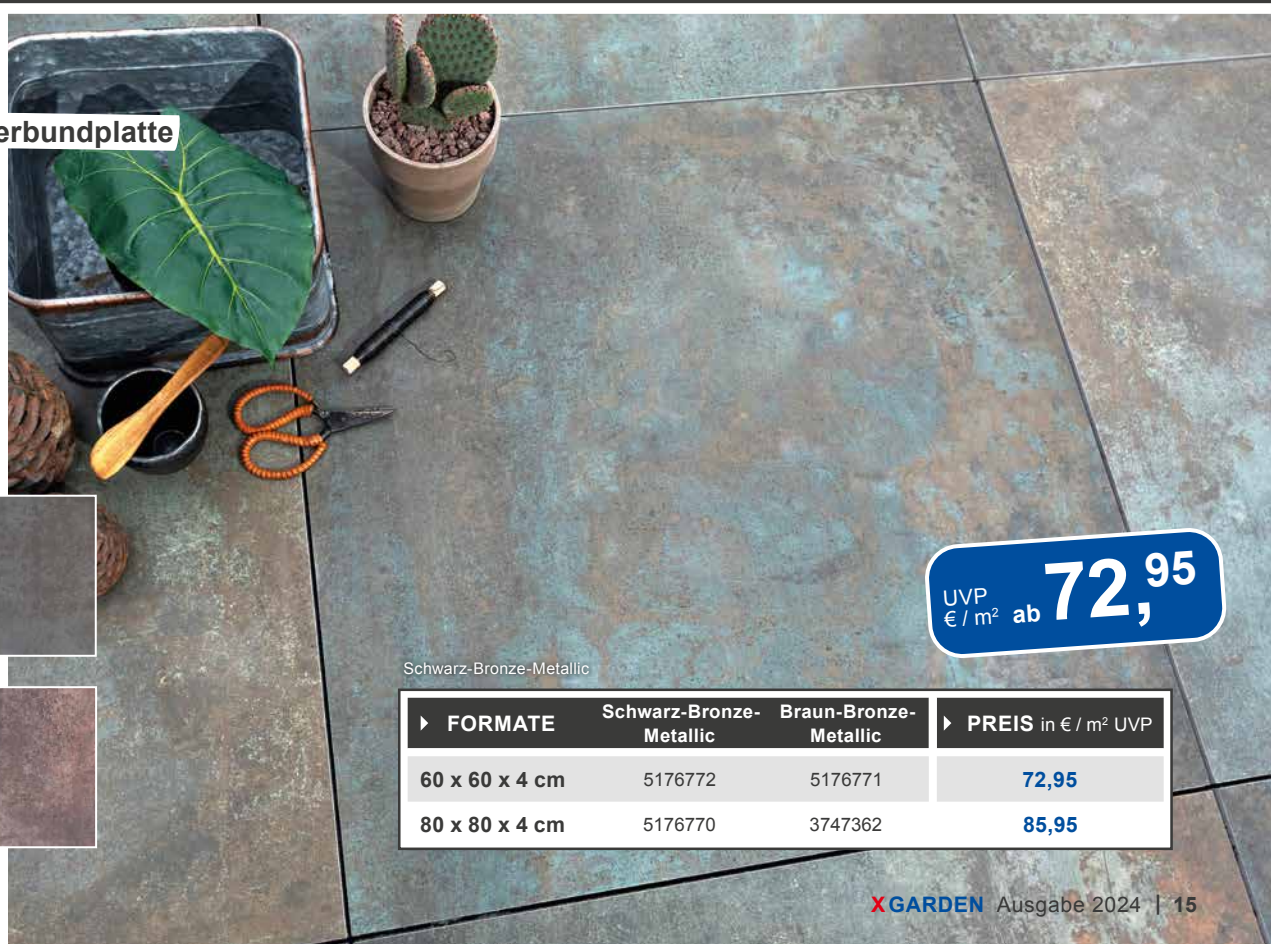 erbundplatte
UVP
€ / m² ab 72,95
Schwarz-Bronze-Metallic
FORMATE Schwarz-Bronze-Metallic Braun-Bronze-Metallic PREIS in € / m² UVP
60 x 60 x 4 cm 5176772 5176771 72,95
80 x 80 x 4 cm 5176770 3747362 85,95
XGARDEN Ausgabe 2024 | 15